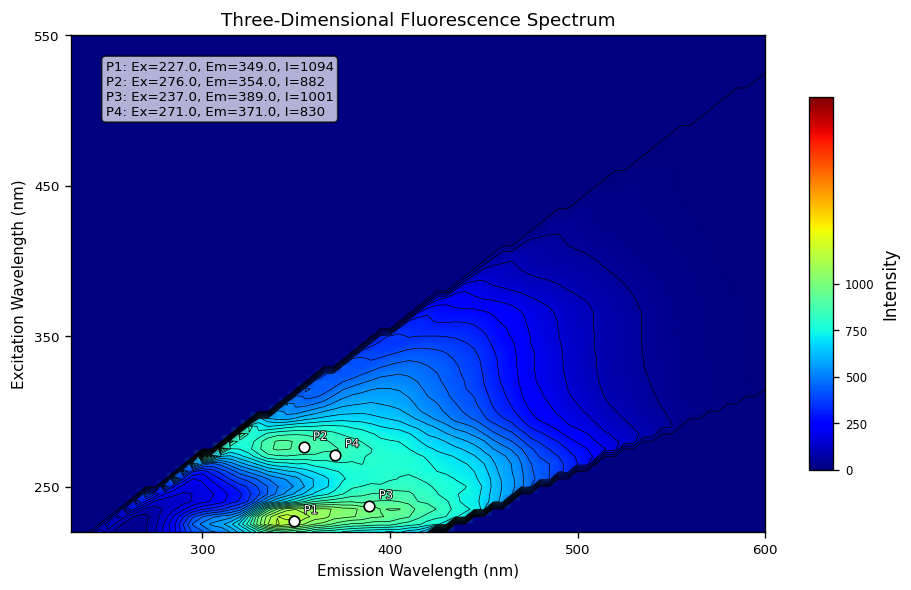 Three-Dimensional Fluorescence Spectrum
P1: Ex=227.0, Em=349.0, I=1094
P2: Ex=276.0, Em=354.0, I=882
P3: Ex=237.0, Em=389.0, I=1001
P4: Ex=271.0, Em=371.0, I=830
550
450
350
250
Excitation Wavelength (nm)
P2
P4
P3
P1
300
400
500
600
Emission Wavelength (nm)
1000
750
500
250
0
Intensity